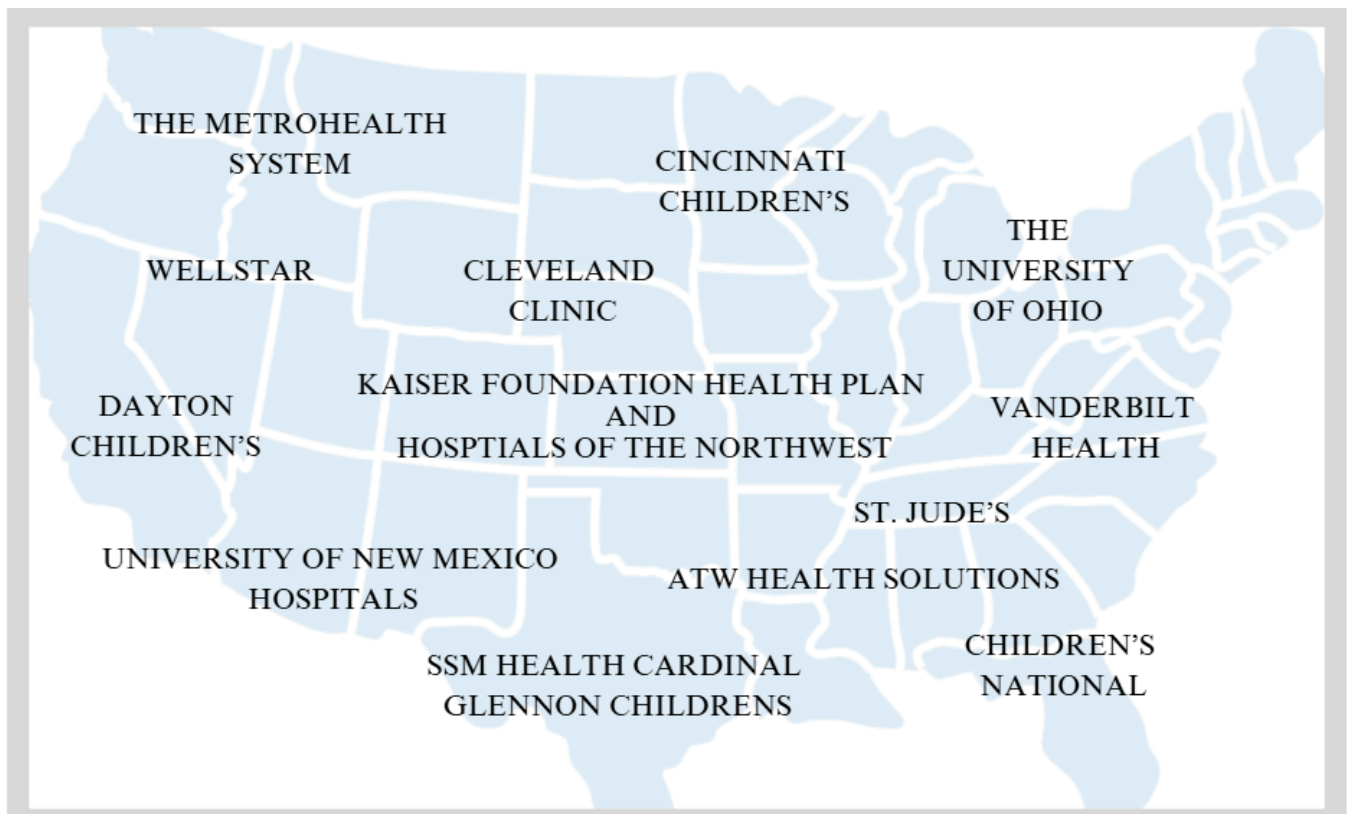 THE METROHEALTH
SYSTEM
CINCINNATI
CHILDREN'S
THE
UNIVERSITY
OF OHIO
WELLSTAR
CLEVELAND
CLINIC
KAISER FOUNDATION HEALTH PLAN
AND
HOSPTIALS OF THE NORTHWEST
DAYTON
CHILDREN'S
VANDERBILT
HEALTH
ST. JUDE'S
UNIVERSITY OF NEW MEXICO
HOSPITALS
ATW HEALTH SOLUTIONS
SSM HEALTH CARDINAL
GLENNON CHILDRENS
CHILDREN'S
NATIONAL